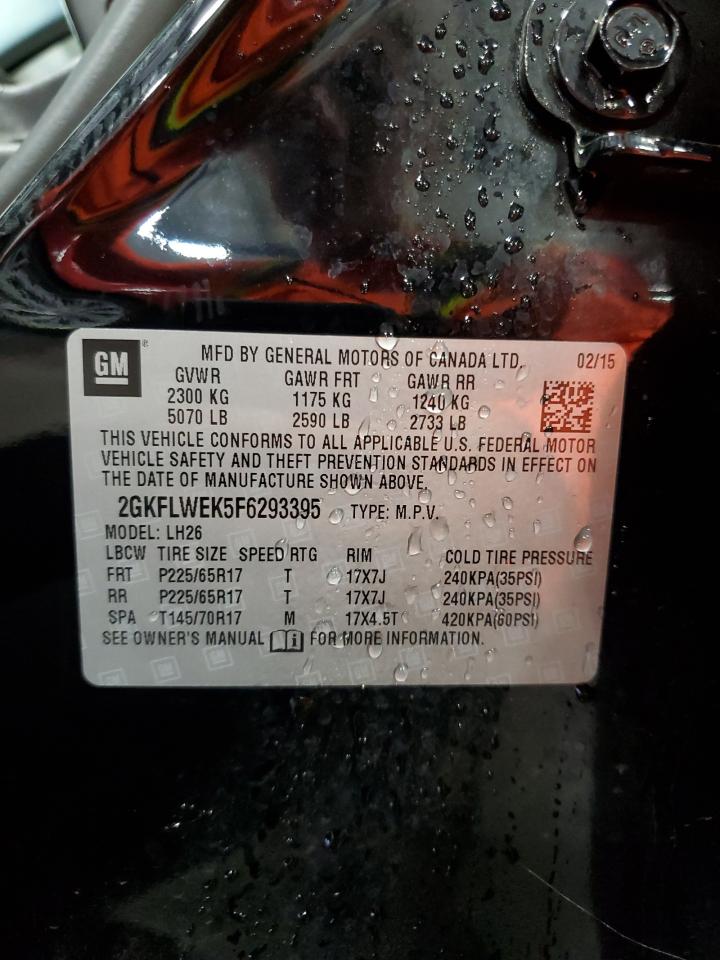 GM ®
MFD BY GENERAL MOTORS OF CANADA LTD. 02/15
GVWR GAWR FRT GAWR RR
2300 KG 1175 KG 1240 KG
5070 LB 2590 LB 2733 LB
THIS VEHICLE CONFORMS TO ALL APPLICABLE U.S. FEDERAL MOTOR
VEHICLE SAFETY AND THEFT PREVENTION STANDARDS IN EFFECT ON
THE DATE OF MANUFACTURE SHOWN ABOVE.
2GKFLWEK5F6293395 TYPE: M.P.V.
MODEL: LH26
LBCW TIRE SIZE SPEED RTG RIM COLD TIRE PRESSURE
FRT P225/65R17 T 17X7J 240KPA(35PSI)
RR P225/65R17 T 17X7J 240KPA(35PSI)
SPA T145/70R17 M 17X4.5T 420KPA(60PSI)
SEE OWNER'S MANUAL i FOR MORE INFORMATION.